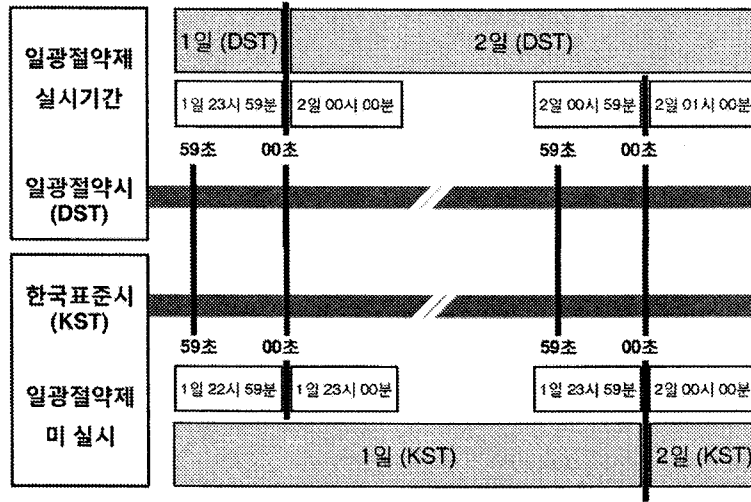 1일 (DST) 2일 (DST)
일광절약제
실시기간
1일 23시 59분 2일 00시 00분 2일 00시 59분 2일 01시 00분
59초 00초 59초 00초
일광절약시
(DST)
한국표준시
(KST)
59초 00초 59초 00초
1일 22시 59분 1일 23시 00분 1일 23시 59분 2일 00시 00분
일광절약제
미 실시
1일 (KST) 2일 (KST)